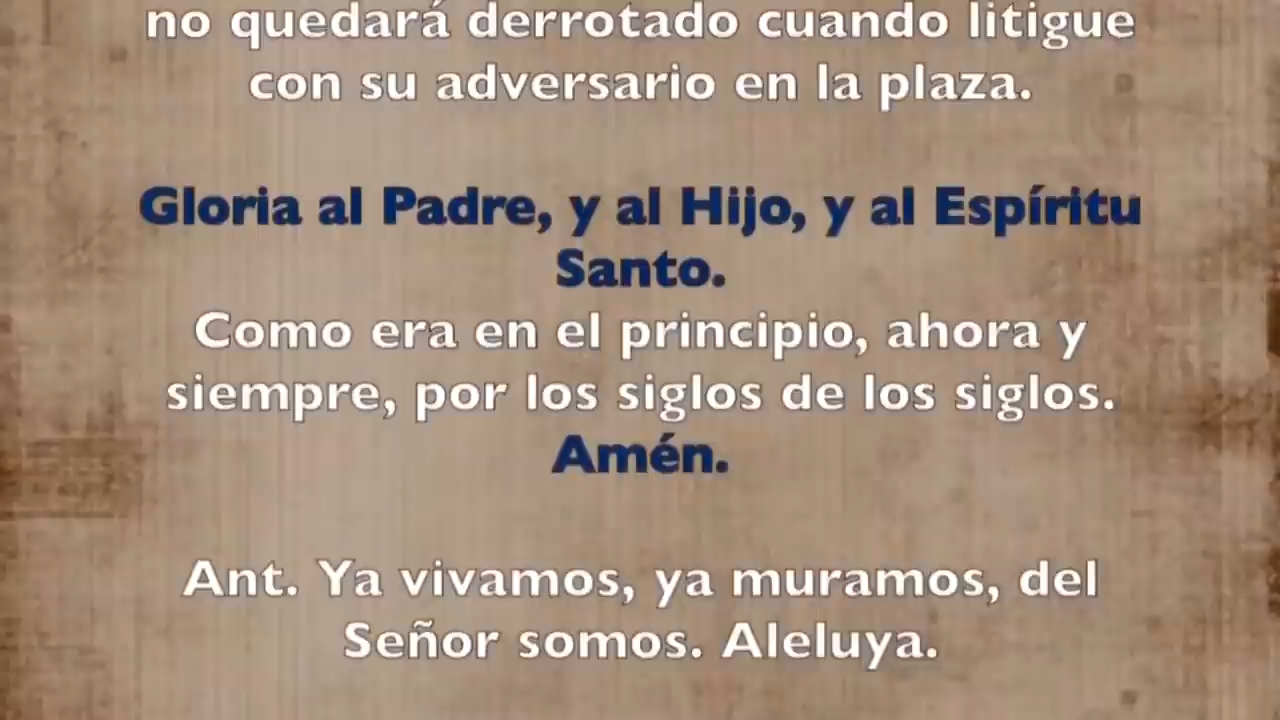 no quedará derrotado cuando litigue
con su adversario en la plaza.
Gloria al Padre, y al Hijo, y al Espíritu
Santo.
Como era en el principio, ahora y
siempre, por los siglos de los siglos.
Amén.
Ant. Ya vivamos, ya muramos, del
Señor somos. Aleluya.